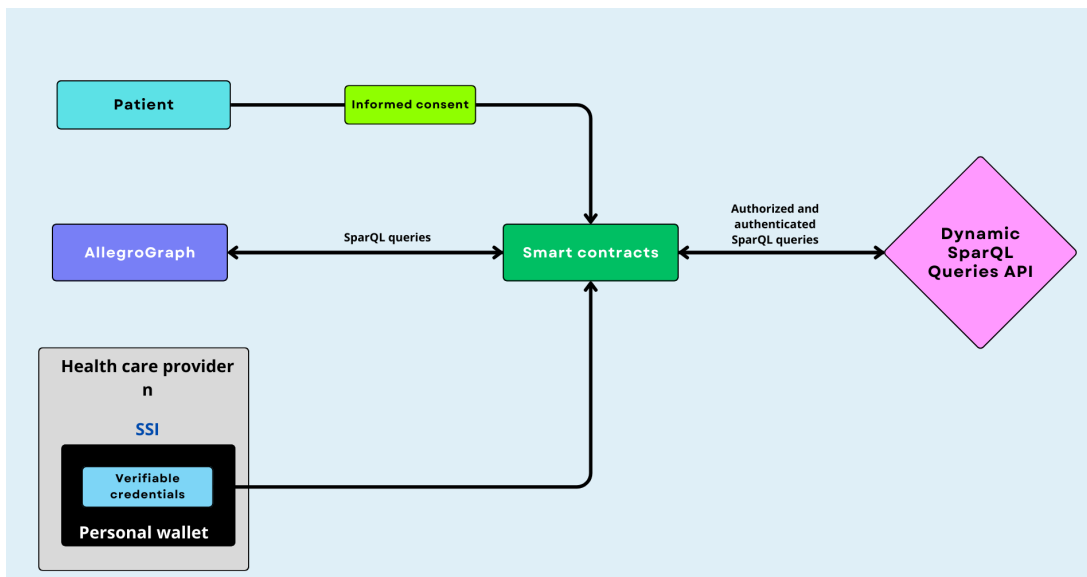 Patient
Informed consent
AllegroGraph
SparQL queries
Smart contracts
Authorized and
authenticated
SparQL queries
Dynamic
SparQL
Queries API
Health care provider
n
SSI
Verifiable
credentials
Personal wallet